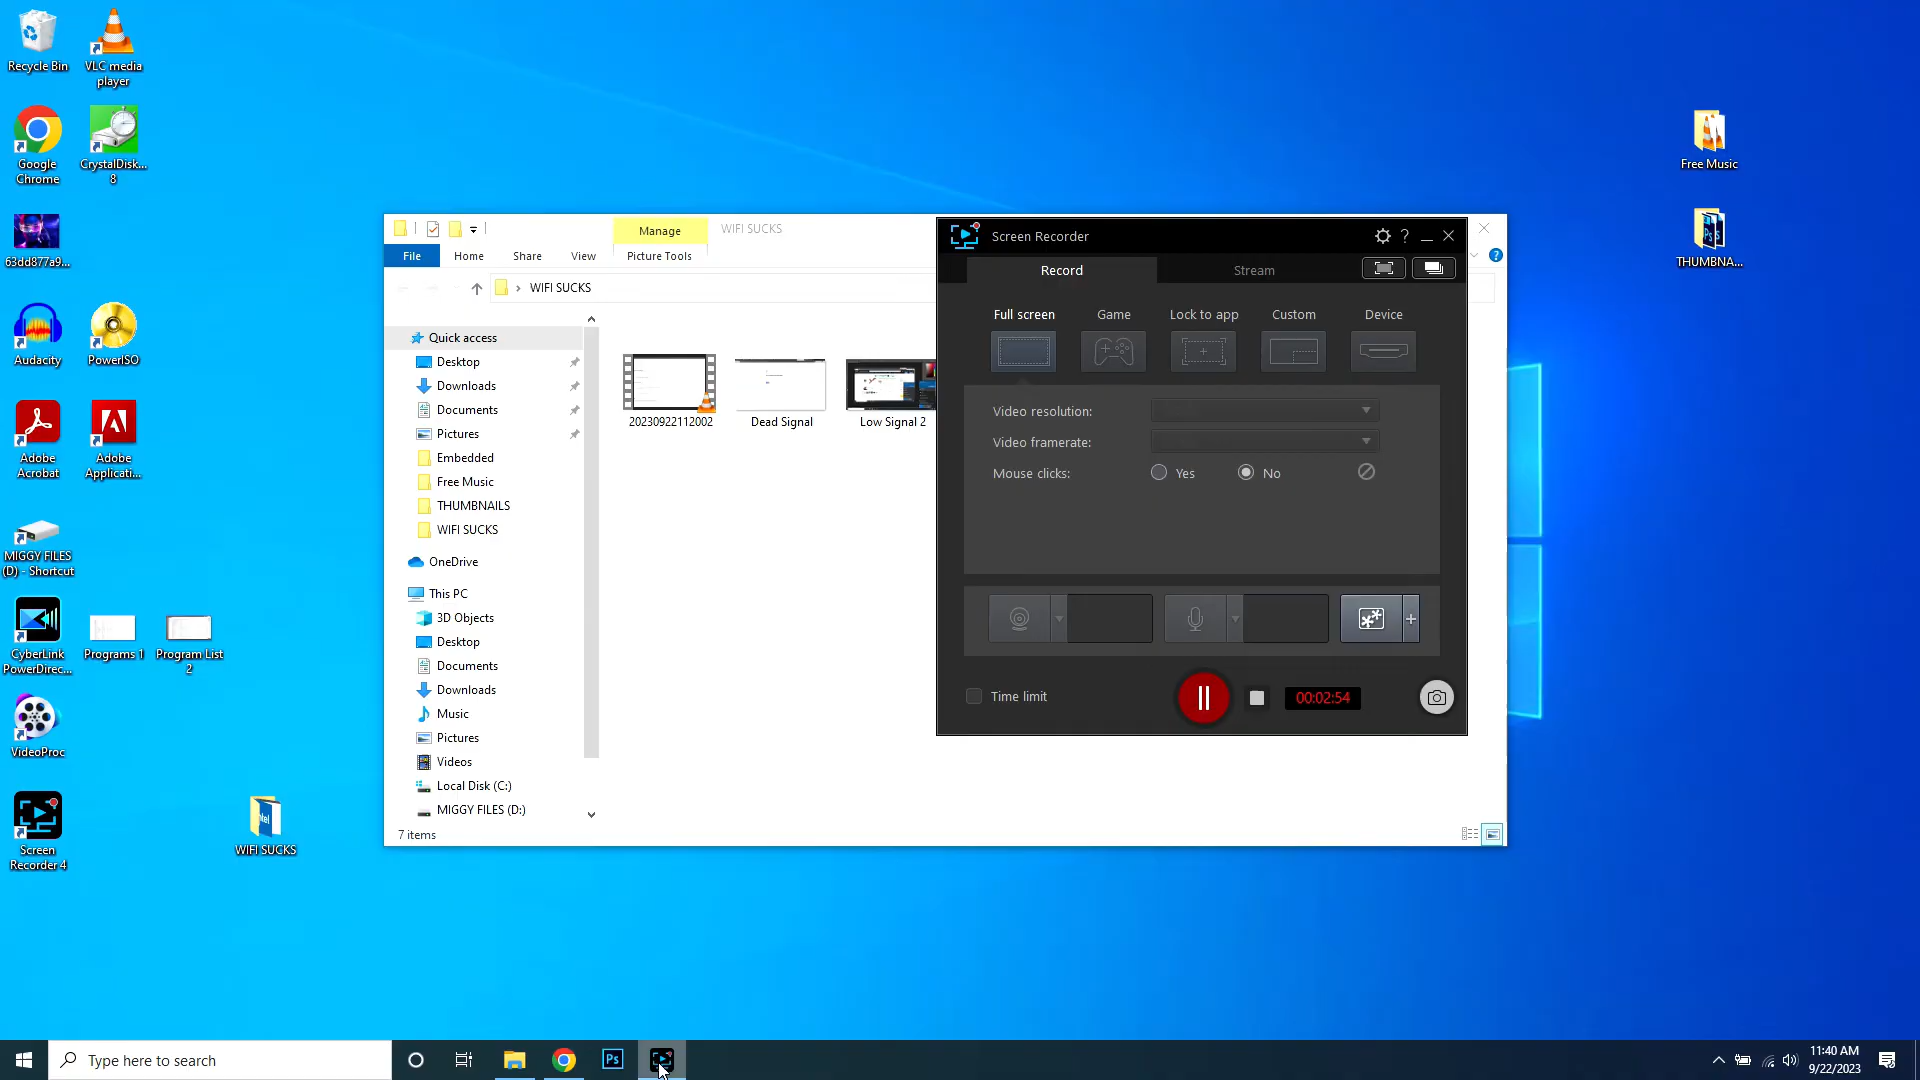 Recycle Bin
VLC media
player
Google
Chrome
CrystalDisk...
8
63dd877a9...
Audacity
PowerISO
Adobe
Acrobat
Adobe
Applicati...
MIGGY FILES
(D) - Shortcut
CyberLink
PowerDirec...
Programs 1
Program List
2
VideoProc
Screen
Recorder 4
WIFI SUCKS
Free Music
THUMBNA...
Manage
WIFI SUCKS
File
Home
Share
View
Picture Tools
WIFI SUCKS
Quick access
Desktop
Downloads
Documents
Pictures
Embedded
Free Music
THUMBNAILS
WIFI SUCKS
OneDrive
This PC
3D Objects
Desktop
Documents
Downloads
Music
Pictures
Videos
Local Disk (C:)
MIGGY FILES (D:)
7 items
20230922112002
Dead Signal
Low Signal 2
Screen Recorder
?
Record
Stream
Full screen
Game
Lock to app
Custom
Device
Video resolution:
Video framerate:
Mouse clicks:
Yes
No
Time limit
00:02:54
Type here to search
Ps
11:40 AM
9/22/2023